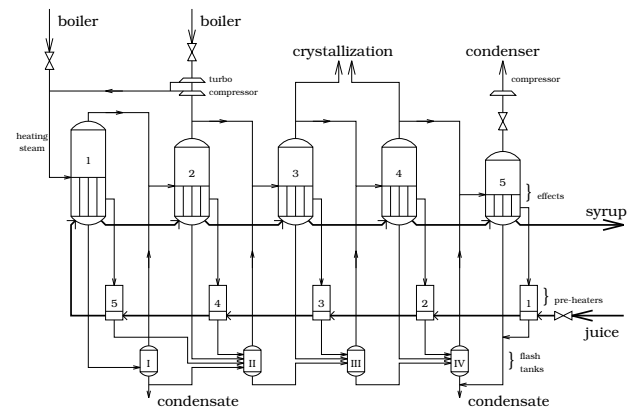 boiler
boiler
crystallization
condenser
turbo
compressor
compressor
heating
steam
1
2
3
4
5
effects
syrup
5
4
3
2
1
pre-heaters
juice
I
II
III
IV
flash
tanks
condensate
condensate